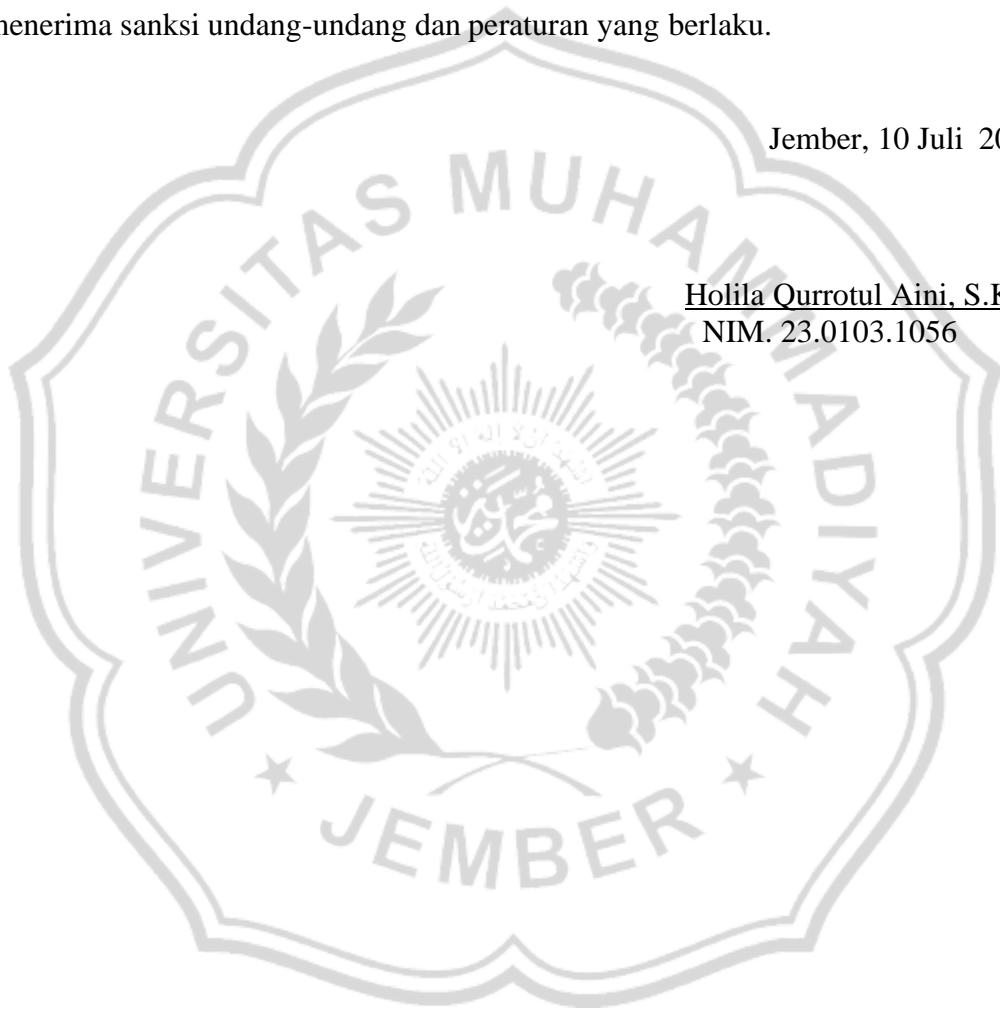 menerima sanksi undang-undang dan peraturan yang berlaku.
Jember, 10 Juli 20
Holila Qurrotul Aini, S.K
NIM. 23.0103.1056
UNIVERSITAS MUHAMMADIYAH
JEMBER